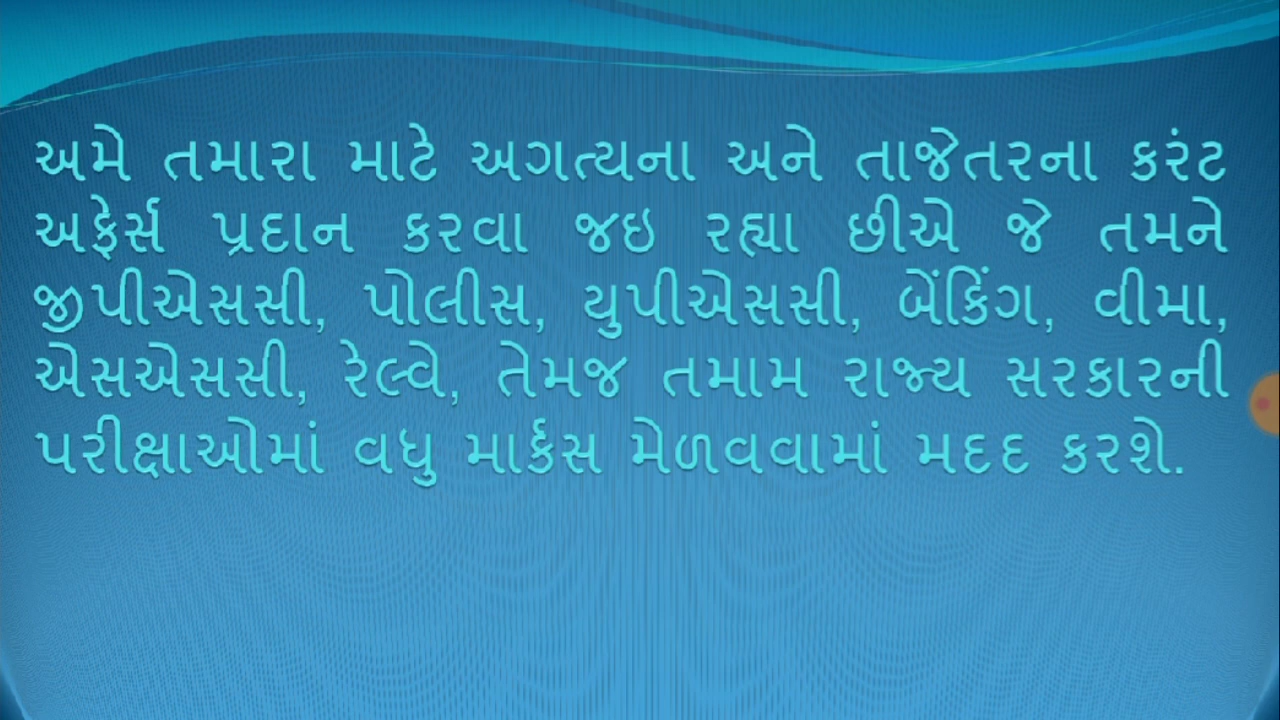 અમે તમારા માટે અગત્યના અને તાજેતરના કરંટ
અફેર્સ પ્રદાન કરવા જઇ રહ્યા છીએ જે તમને
જીપીએસસી, પોલીસ, યુપીએસસી, બેંકિંગ, વીમા,
એસએસસી, રેલ્વે, તેમજ તમામ રાજ્ય સરકારની
પરીક્ષાઓમાં વધુ માર્કસ મેળવવામાં મદદ કરશે.